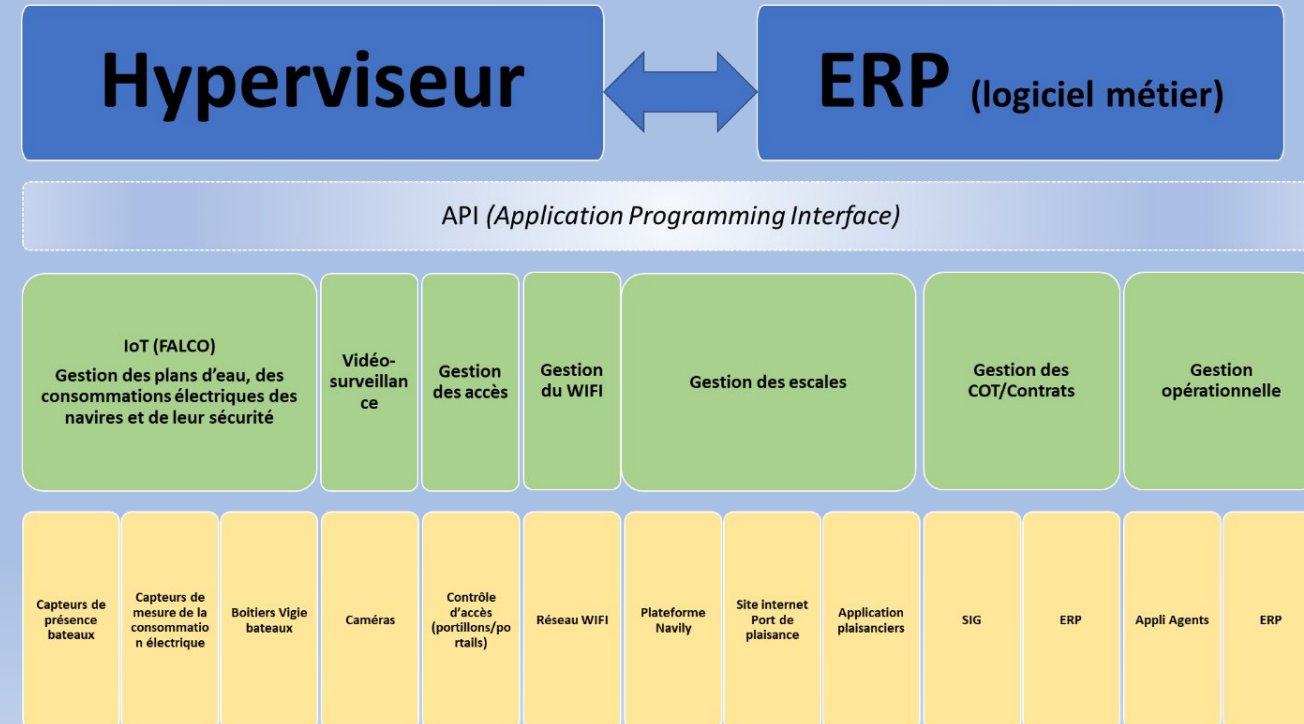 Hyperviseur
ERP (logiciel métier)
API (Application Programming Interface)
IoT (FALCO)
Gestion des plans d'eau, des
consommations électriques des
navires et de leur sécurité
Vidéo-
surveillan
ce
Gestion
des accès
Gestion
du WIFI
Gestion des escales
Gestion des
COT/Contrats
Gestion
opérationnelle
Capteurs de
présence
bateaux
Capteurs de
mesure de la
consommatio
n électrique
Boitiers Vigie
bateaux
Caméras
Contrôle
d'accès
(portillons/po
rtails)
Réseau WIFI
Plateforme
Navily
Site internet
Port de
plaisance
Application
plaisanciers
SIG
ERP
Appli Agents
ERP